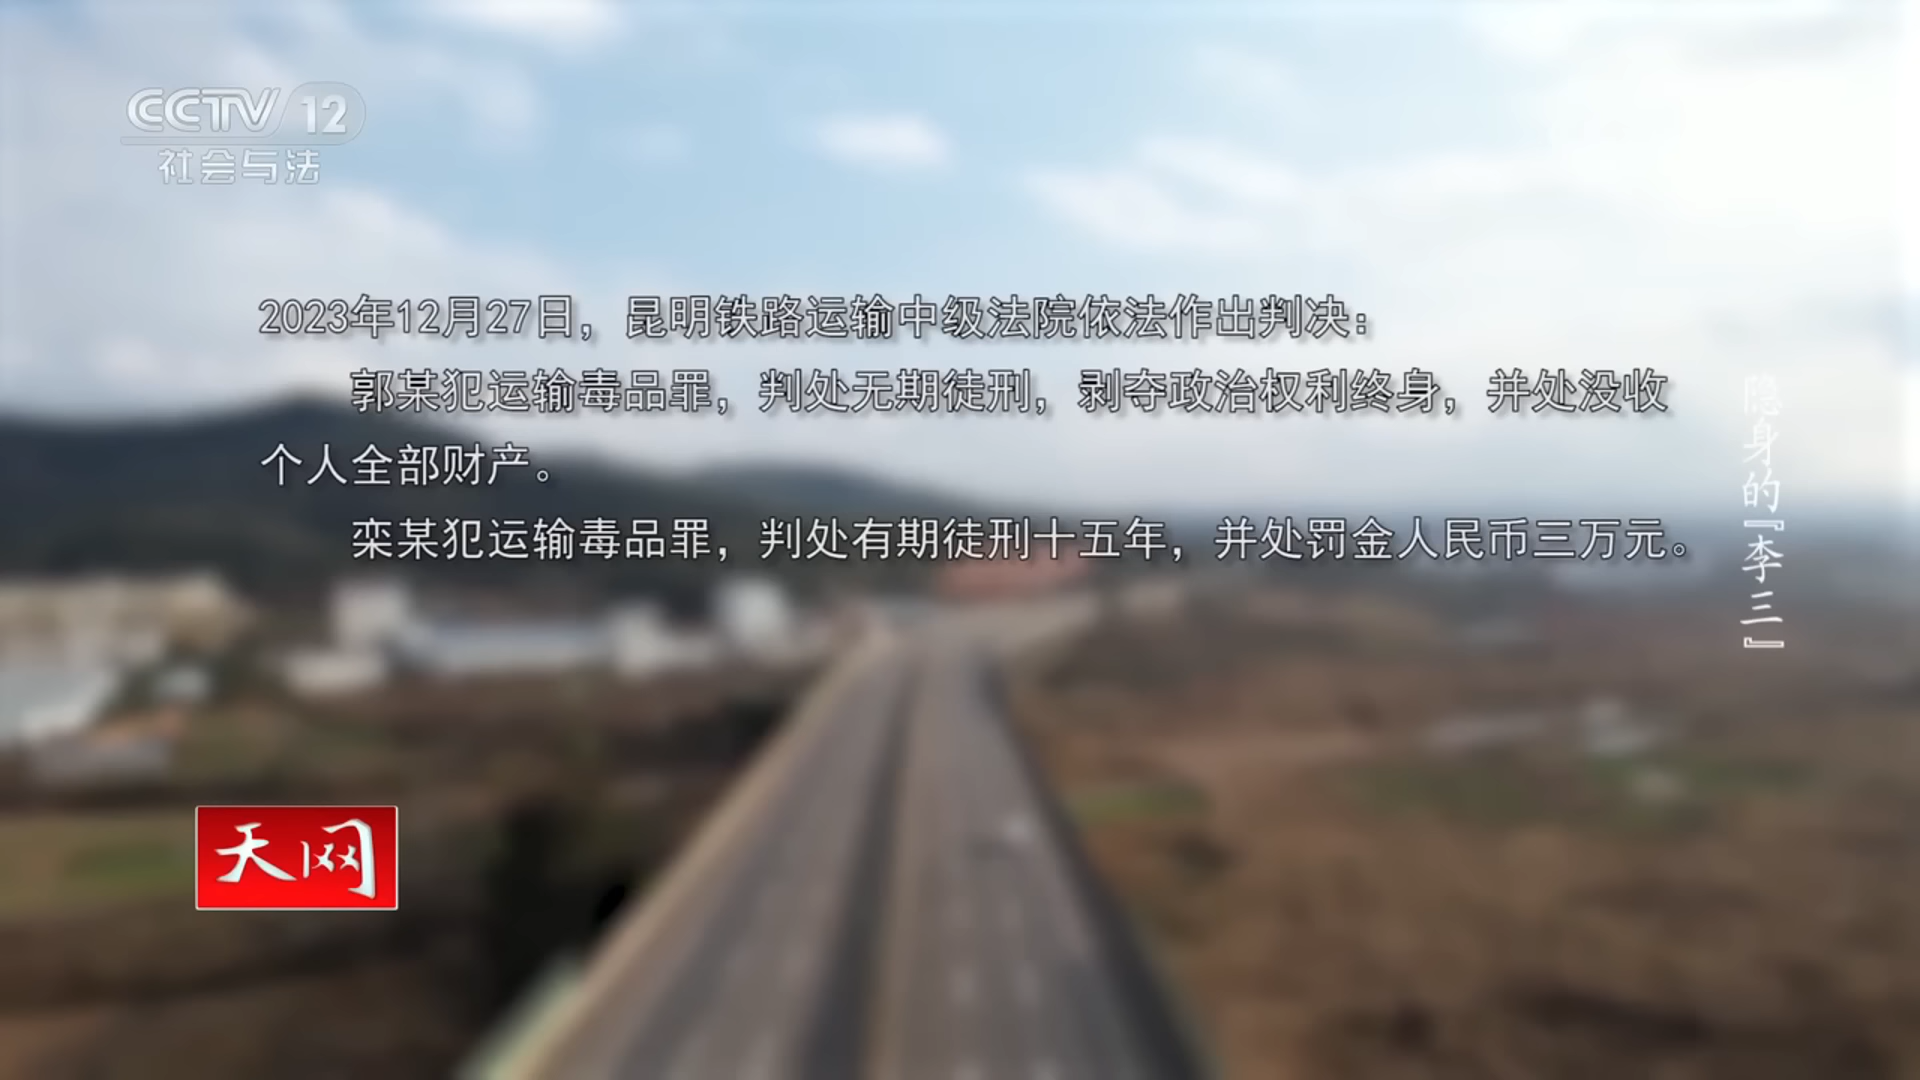 CCTV 12
社会与法
2023年12月27日，昆明铁路运输中级法院依法作出判决：
郭某犯运输毒品罪，判处无期徒刑，剥夺政治权利终身，并处没收
个人全部财产。
栾某犯运输毒品罪，判处有期徒刑十五年，并处罚金人民币三万元。
隐身的『李三』
天网